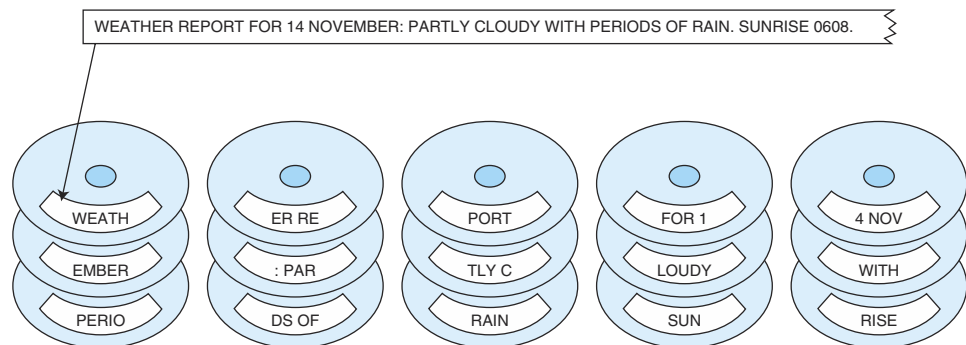 WEATHER REPORT FOR 14 NOVEMBER: PARTLY CLOUDY WITH PERIODS OF RAIN. SUNRISE 0608.
WEATH ER RE PORT FOR 1 4 NOV
EMBER : PAR TLY C LOUDY WITH
PERIO DS OF RAIN SUN RISE